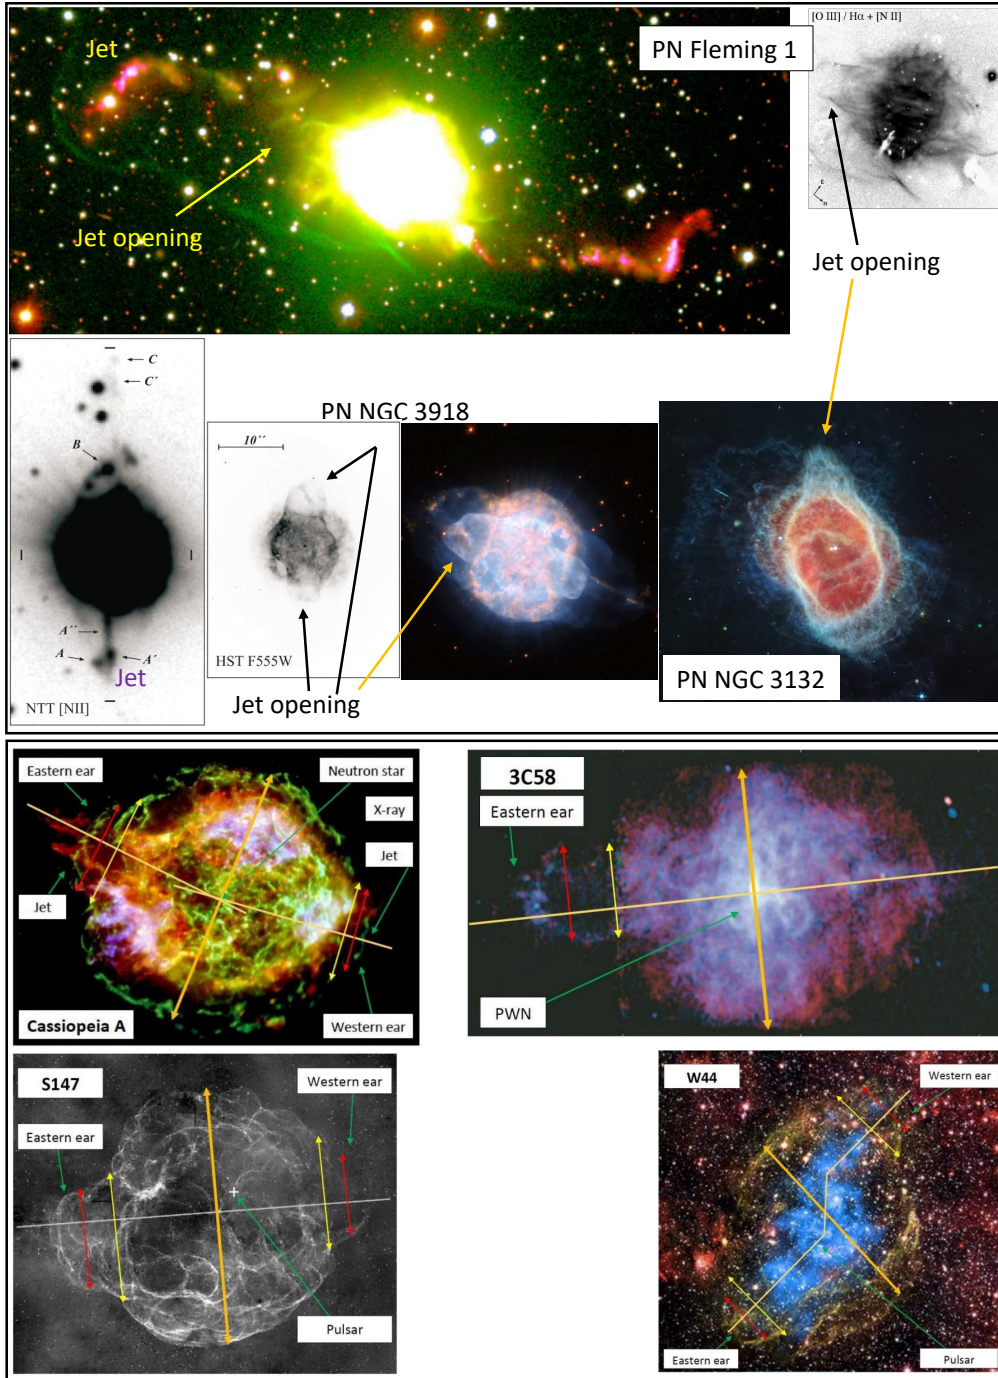 Jet
PN Fleming 1
[O III] / Hα + [N II]
E
N
Jet opening
Jet opening
C
C´
B
A´´
A
A´
Jet
NTT [NII]
PN NGC 3918
10´´
HST F555W
Jet opening
PN NGC 3132
Eastern ear
Neutron star
X-ray
Jet
Jet
Cassiopeia A
Western ear
3C58
Eastern ear
PWN
S147
Western ear
Eastern ear
Pulsar
W44
Western ear
Eastern ear
Pulsar